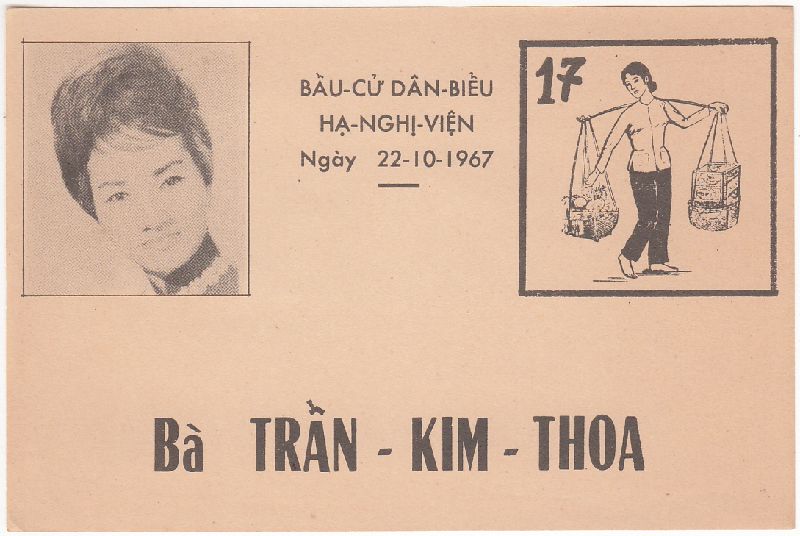 BẦU-CỬ DÂN-BIỂU
HẠ-NGHỊ-VIỆN
Ngày 22-10-1967
17
Bà TRẦN - KIM - THOA